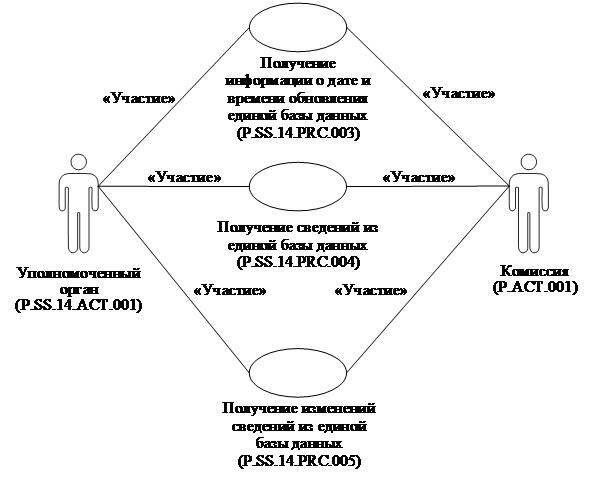 Получение
информации о дате и
времени обновления
единой базы данных
(P.SS.14.PRC.003)
«Участие»
«Участие»
«Участие»
«Участие»
Получение сведений из
единой базы данных
(P.SS.14.PRC.004)
Уполномоченный
орган
(P.SS.14.ACT.001)
Комиссия
(P.ACT.001)
«Участие»
«Участие»
Получение изменений
сведений из единой
базы данных
(P.SS.14.PRC.005)